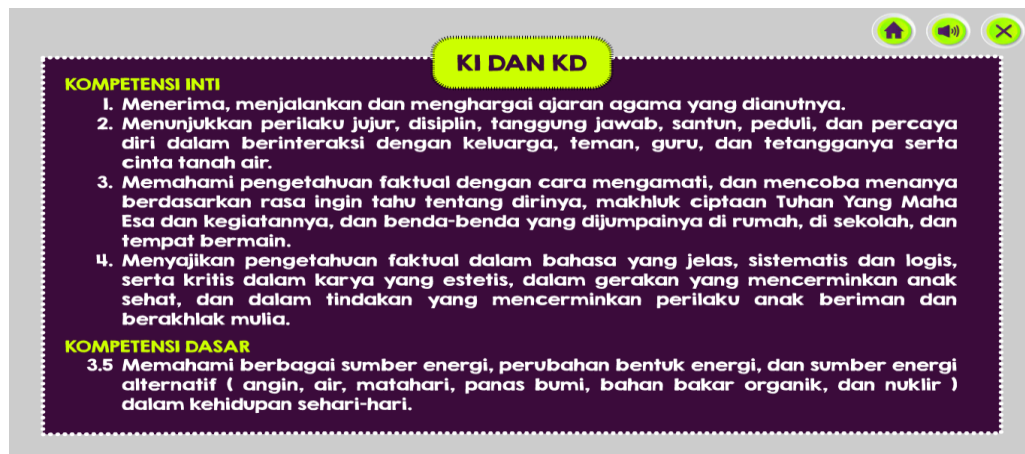 KI DAN KD
KOMPETENSI INTI
1. Menerima, menjalankan dan menghargai ajaran agama yang dianutnya.
2. Menunjukkan perilaku jujur, disiplin, tanggung jawab, santun, peduli, dan percaya
diri dalam berinteraksi dengan keluarga, teman, guru, dan tetangganya serta
cinta tanah air.
3. Memahami pengetahuan faktual dengan cara mengamati, dan mencoba menanya
berdasarkan rasa ingin tahu tentang dirinya, makhluk ciptaan Tuhan Yang Maha
Esa dan kegiatannya, dan benda-benda yang dijumpainya di rumah, di sekolah, dan
tempat bermain.
4. Menyajikan pengetahuan faktual dalam bahasa yang jelas, sistematis dan logis,
serta kritis dalam karya yang estetis, dalam gerakan yang mencerminkan anak
sehat, dan dalam tindakan yang mencerminkan perilaku anak beriman dan
berakhlak mulia.
KOMPETENSI DASAR
3.5 Memahami berbagai sumber energi, perubahan bentuk energi, dan sumber energi
alternatif ( angin, air, matahari, panas bumi, bahan bakar organik, dan nuklir )
dalam kehidupan sehari-hari.